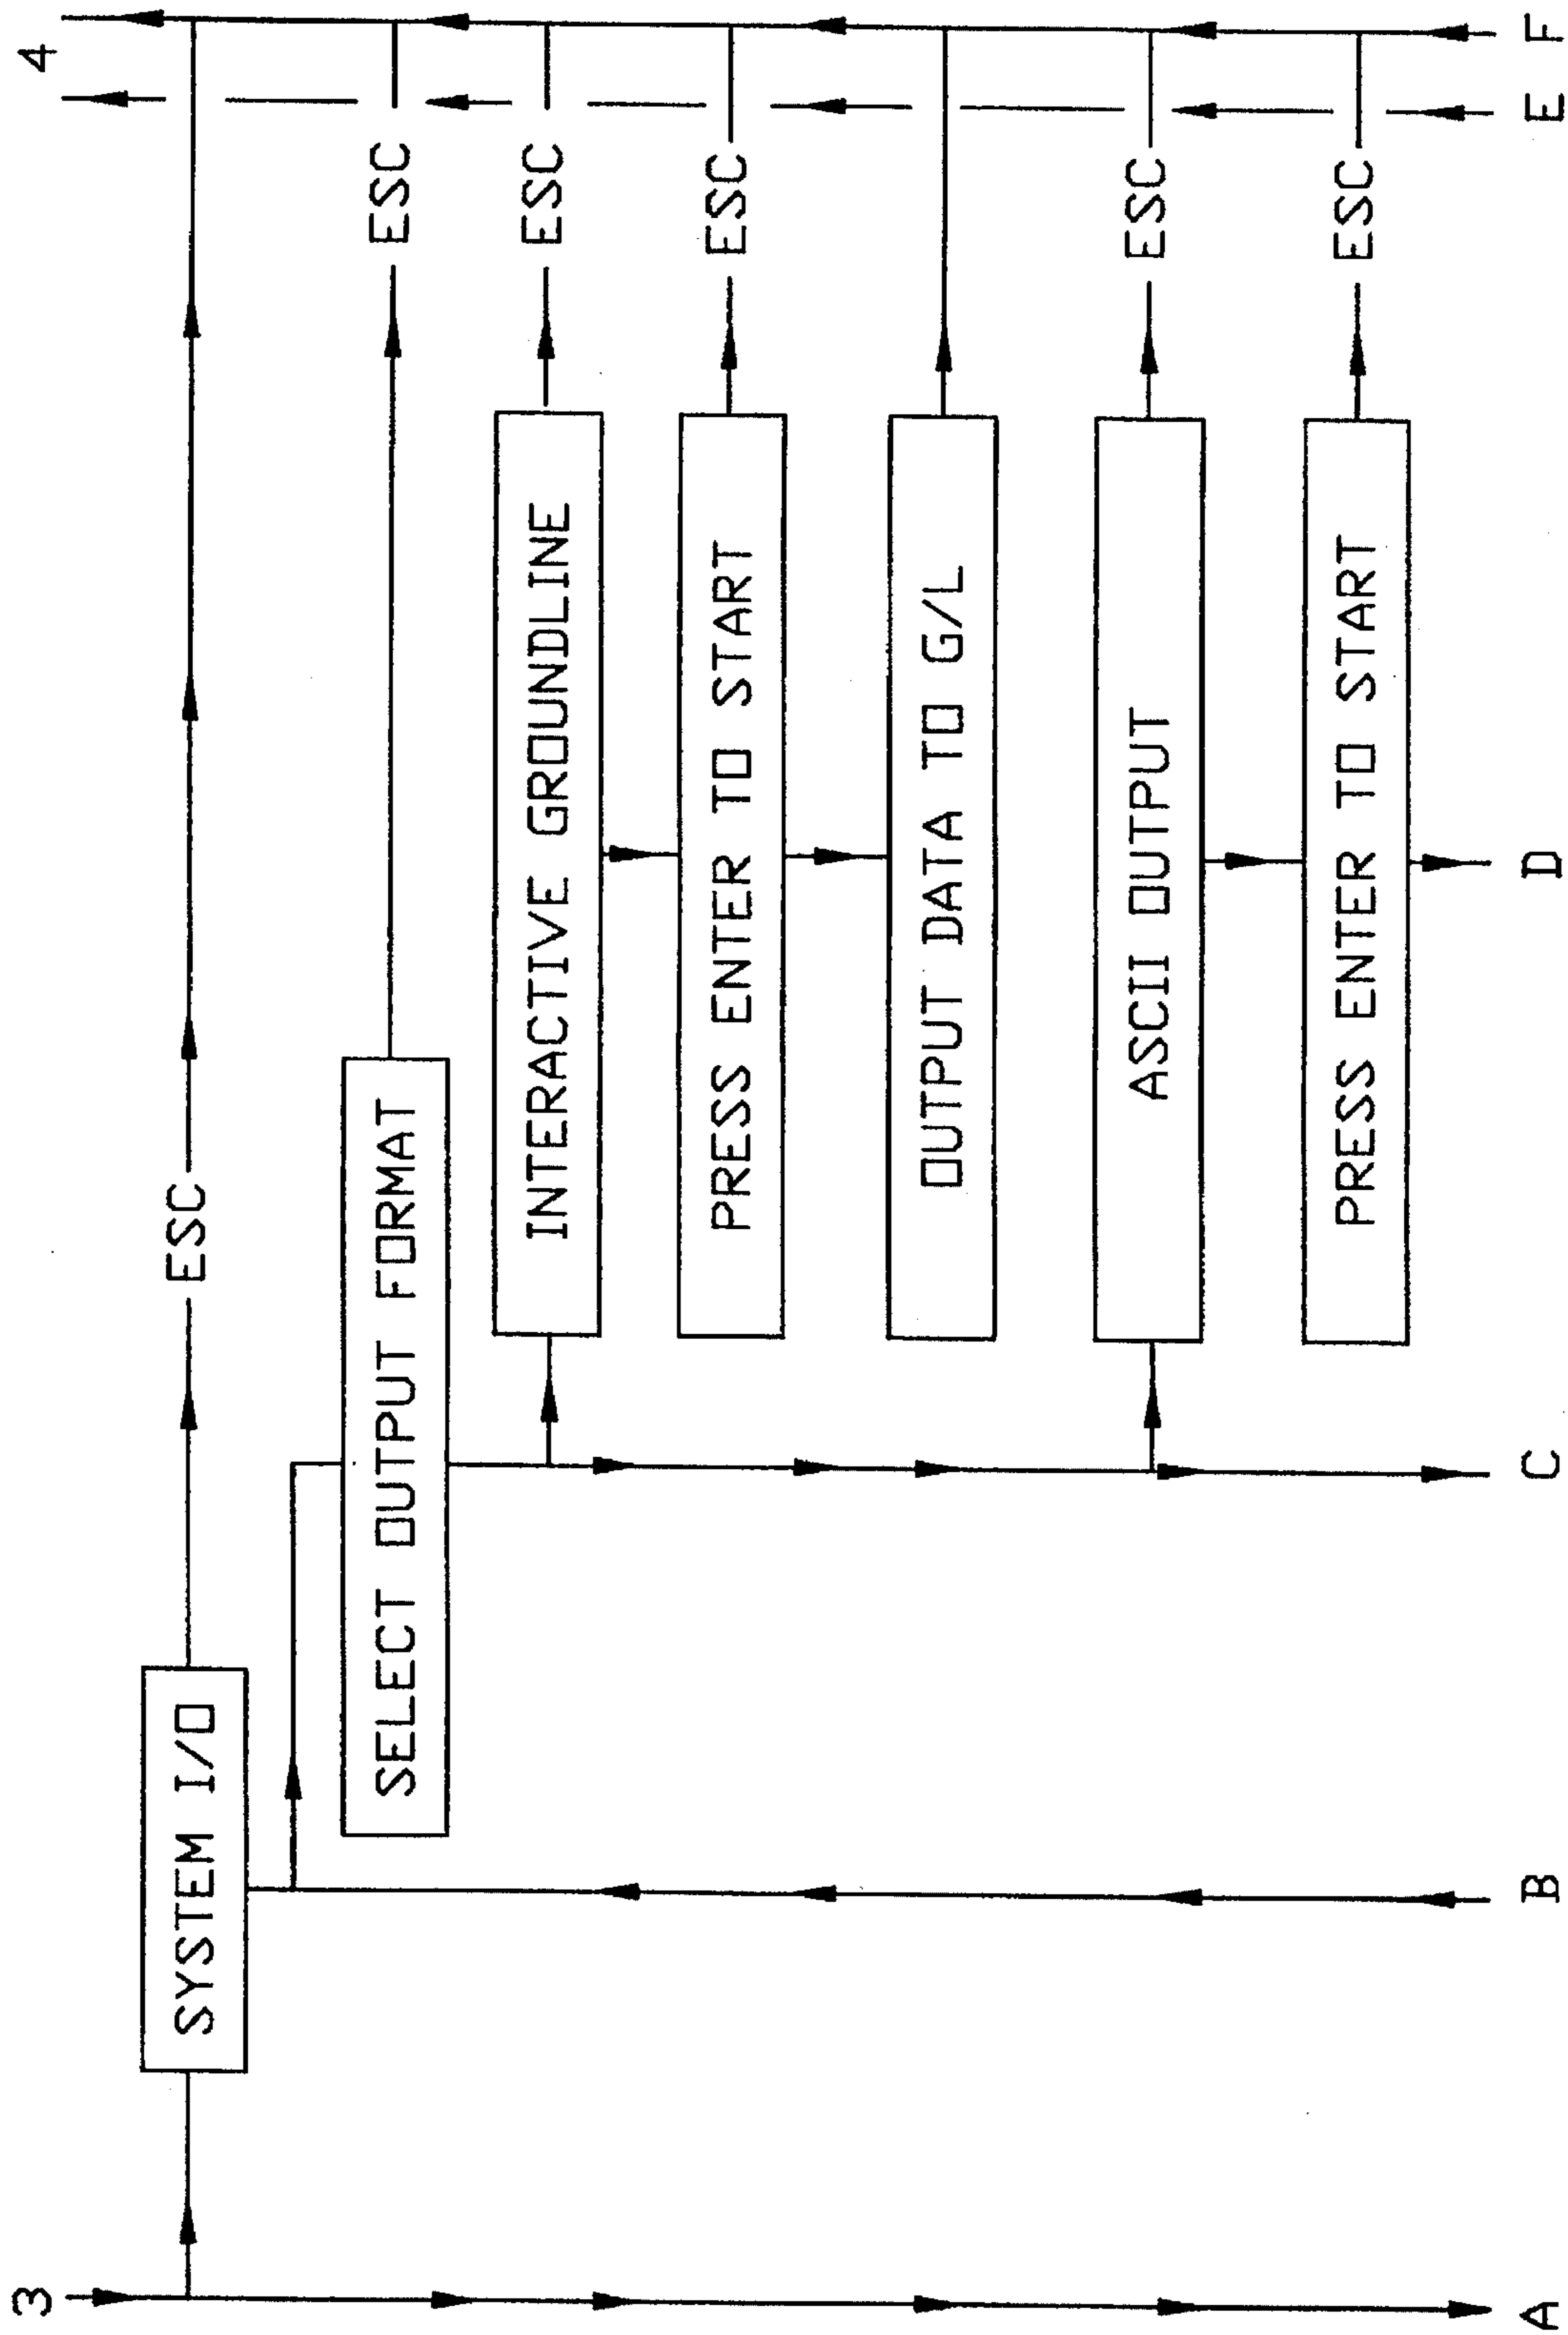 3
4
SYSTEM I/O
ESC
SELECT OUTPUT FORMAT
ESC
INTERACTIVE GROUNDLINE
ESC
PRESS ENTER TO START
ESC
OUTPUT DATA TO G/L
ASCII OUTPUT
ESC
PRESS ENTER TO START
ESC
A
B
C
D
E
F